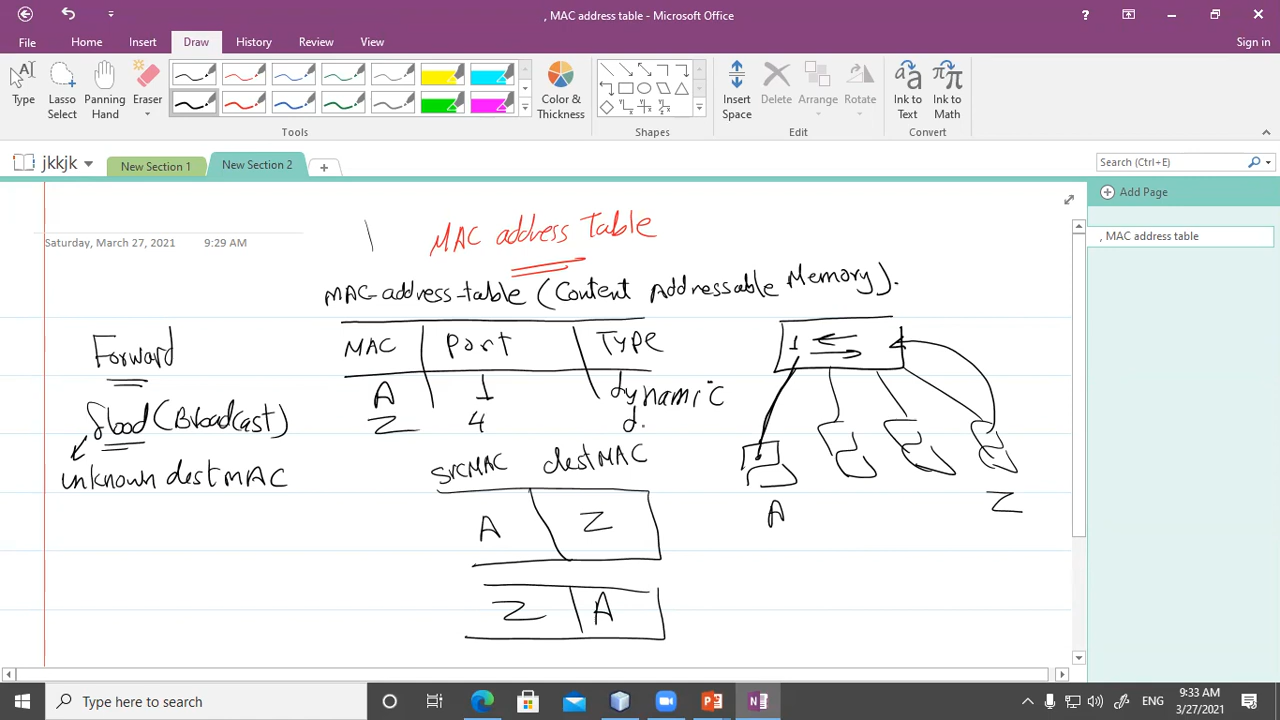 , MAC address table - Microsoft Office
Sign in
File Home Insert Draw History Review View
Type
Lasso Select
Panning Hand
Eraser
Color & Thickness
Insert Space
Delete
Arrange
Rotate
Ink to Text
Ink to Math
Tools
Shapes
Edit
Convert
jkkjk
New Section 1
New Section 2
Search (Ctrl+E)
Add Page
, MAC address table
Saturday, March 27, 2021 9:29 AM
MAC address Table
MAC-address-table (Content Addressable Memory).
Forward
flood (Broadcast)
unknown dest MAC
MAC Port Type
A 1 dynamic
Z 4 d.
srcMAC destMAC
A Z
Z A
1
A
Z
Type here to search
ENG
9:33 AM
3/27/2021